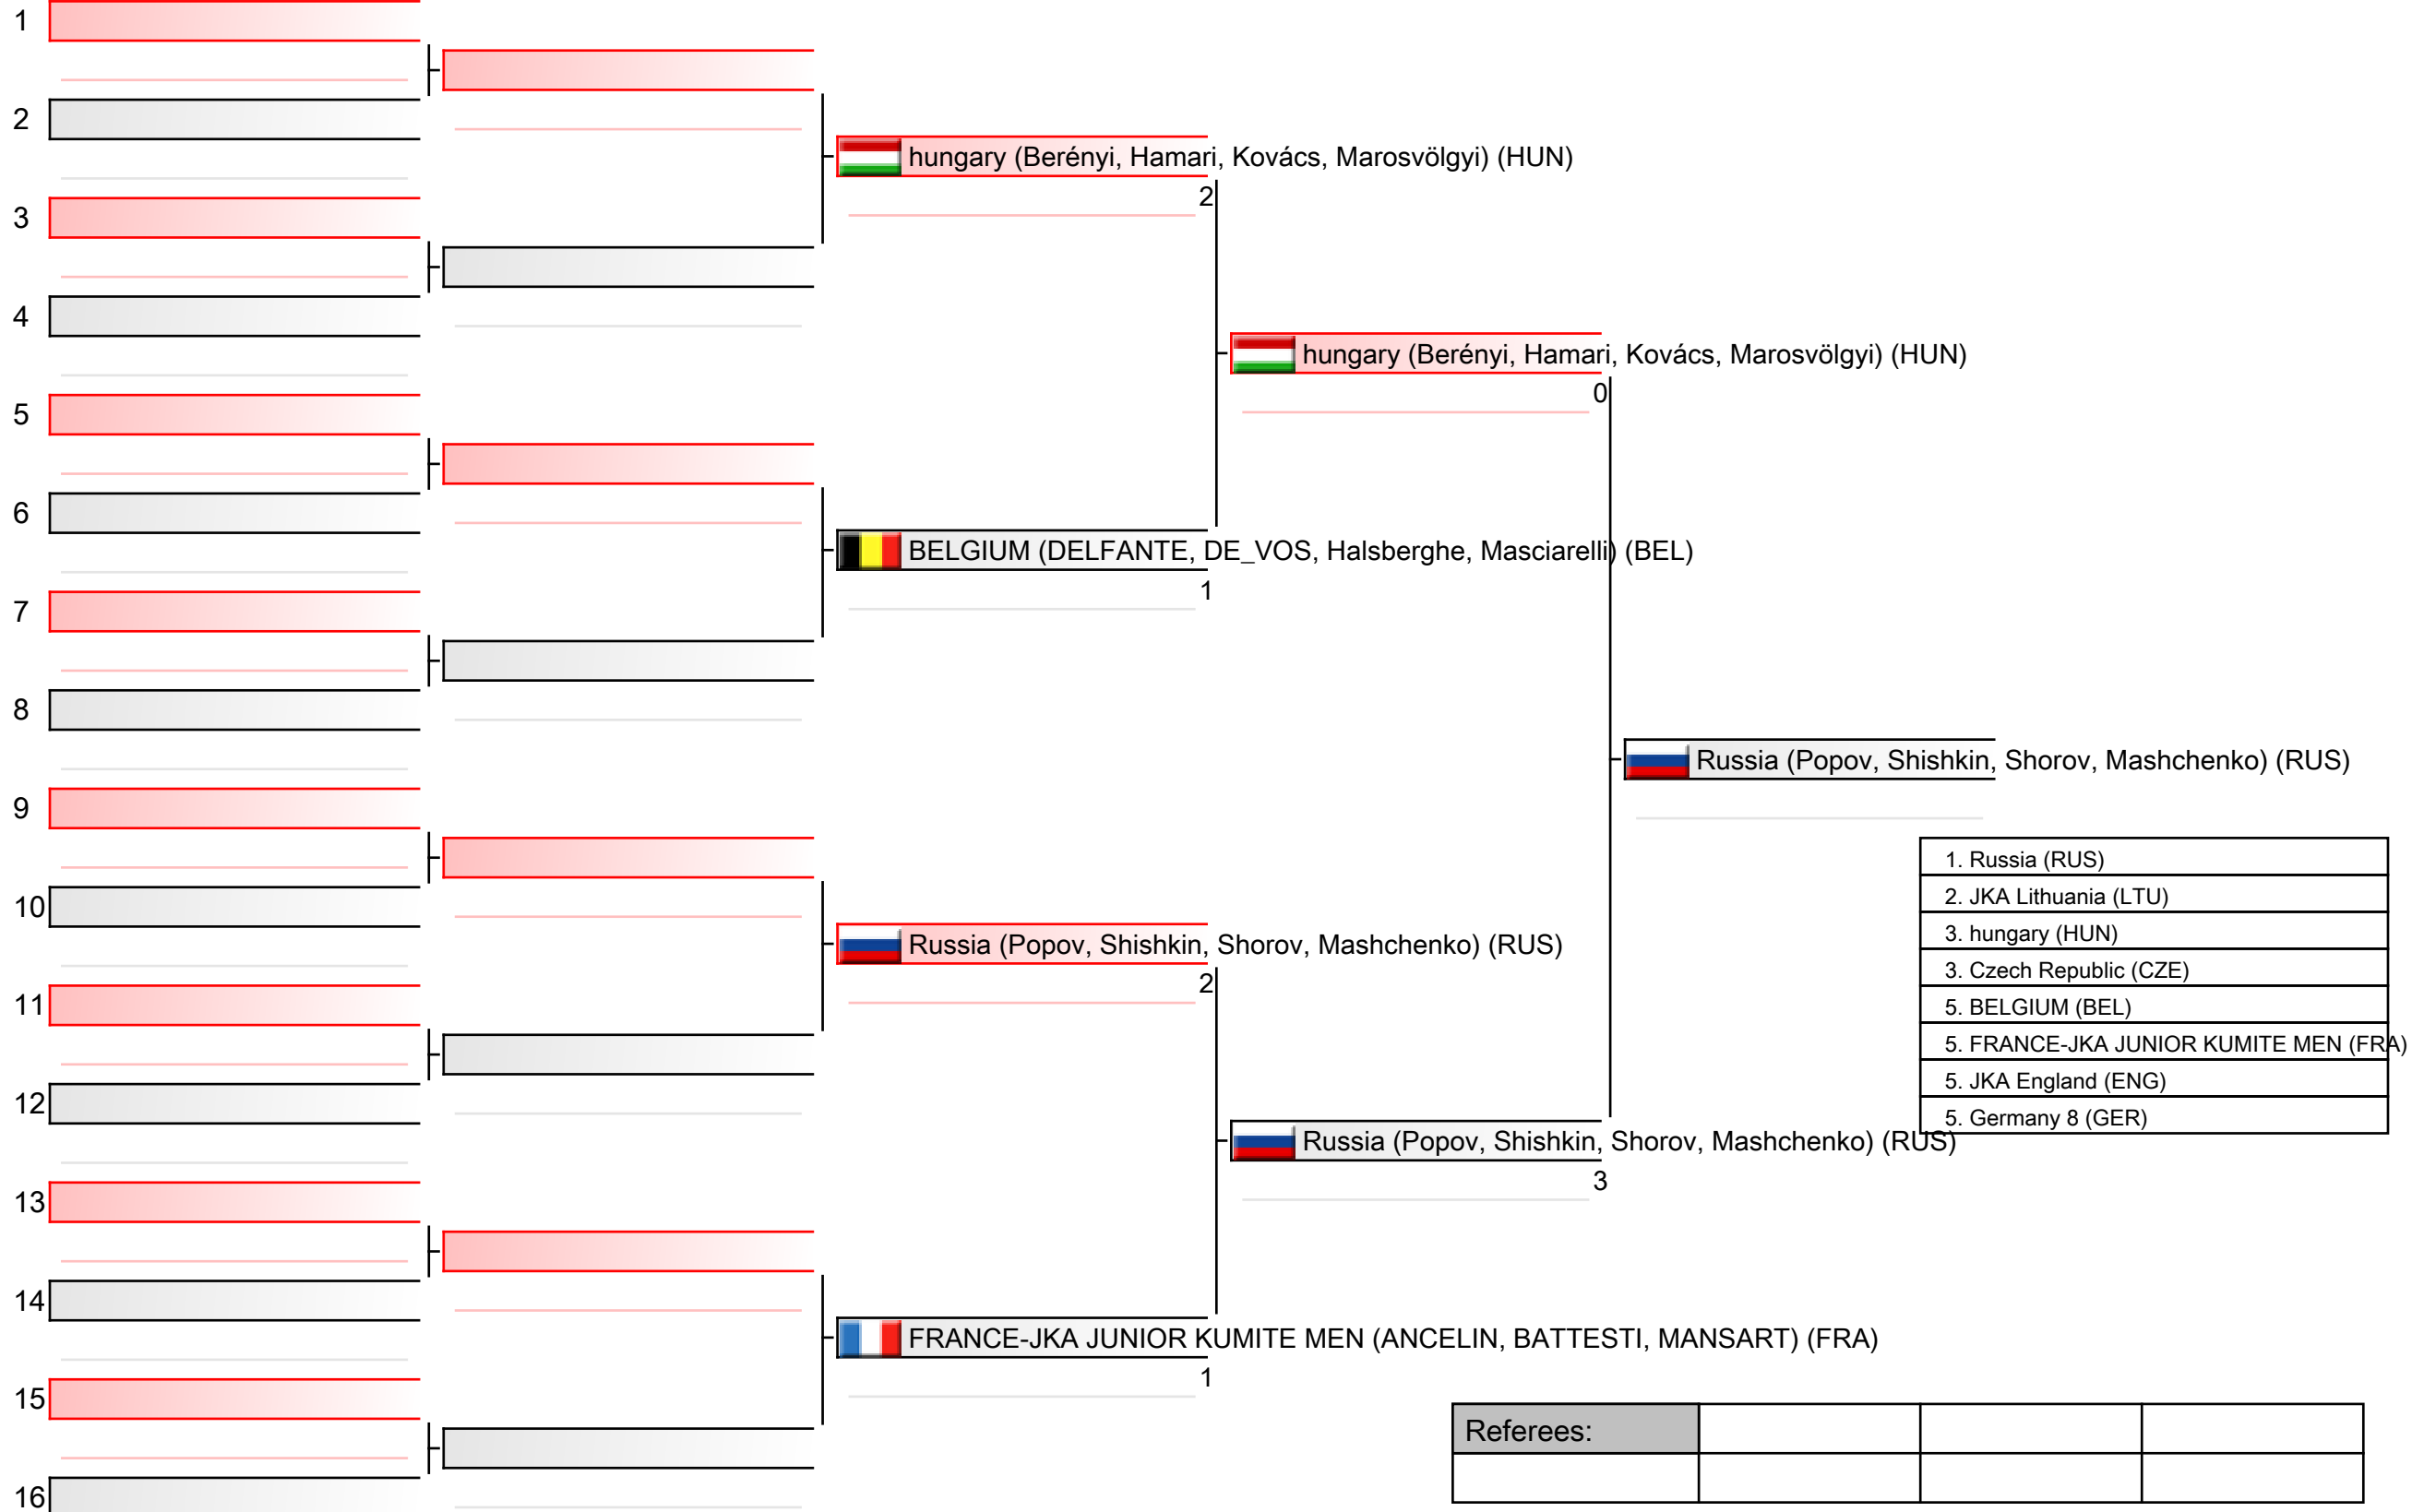 1
2
hungary (Berényi, Hamari, Kovács, Marosvölgyi) (HUN)
2
3
4
hungary (Berényi, Hamari, Kovács, Marosvölgyi) (HUN)
0
5
6
BELGIUM (DELFANTE, DE_VOS, Halsberghe, Masciarelli) (BEL)
1
7
8
Russia (Popov, Shishkin, Shorov, Mashchenko) (RUS)
9
1. Russia (RUS)
2. JKA Lithuania (LTU)
3. hungary (HUN)
3. Czech Republic (CZE)
5. BELGIUM (BEL)
5. FRANCE-JKA JUNIOR KUMITE MEN (FRA)
5. JKA England (ENG)
5. Germany 8 (GER)
10
Russia (Popov, Shishkin, Shorov, Mashchenko) (RUS)
2
11
12
Russia (Popov, Shishkin, Shorov, Mashchenko) (RUS)
3
13
14
FRANCE-JKA JUNIOR KUMITE MEN (ANCELIN, BATTESTI, MANSART) (FRA)
1
15
Referees:
16